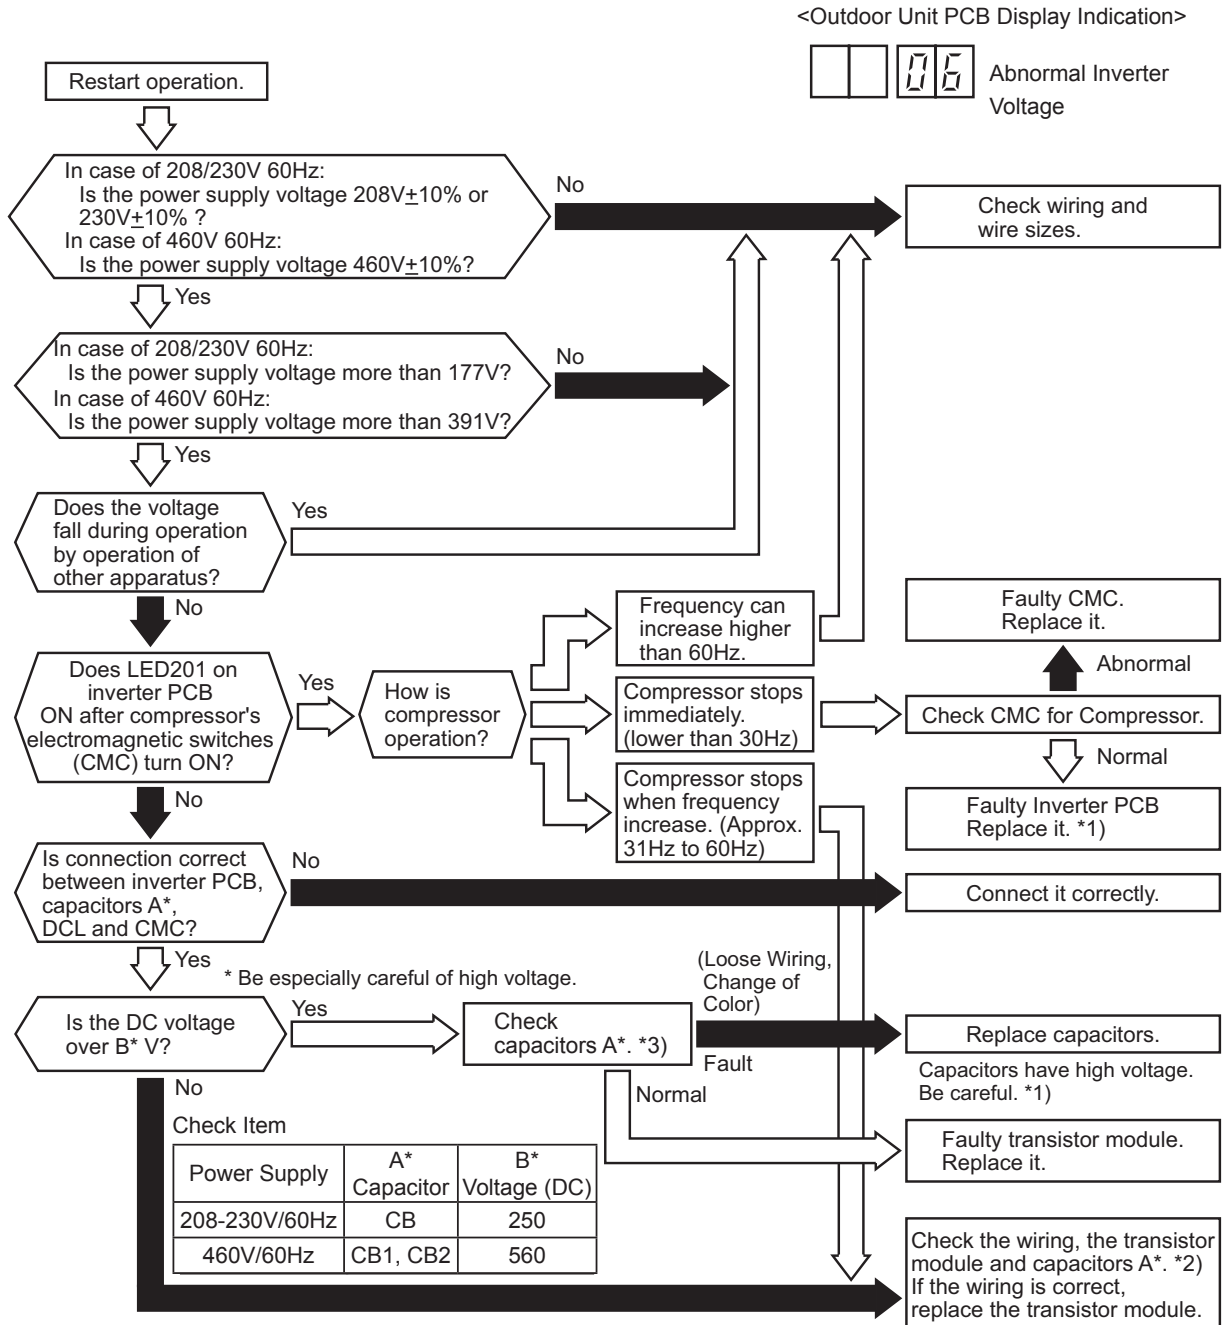 <Outdoor Unit PCB Display Indication>
06
Abnormal Inverter
Voltage
Restart operation.
In case of 208/230V 60Hz:
Is the power supply voltage 208V±10% or
230V±10% ?
In case of 460V 60Hz:
Is the power supply voltage 460V±10%?
No
Check wiring and
wire sizes.
Yes
In case of 208/230V 60Hz:
Is the power supply voltage more than 177V?
In case of 460V 60Hz:
Is the power supply voltage more than 391V?
No
Yes
Does the voltage
fall during operation
by operation of
other apparatus?
Yes
No
Does LED201 on
inverter PCB
ON after compressor's
electromagnetic switches
(CMC) turn ON?
Yes
How is
compressor
operation?
Frequency can
increase higher
than 60Hz.
Compressor stops
immediately.
(lower than 30Hz)
Compressor stops
when frequency
increase. (Approx.
31Hz to 60Hz)
Faulty CMC.
Replace it.
Abnormal
Check CMC for Compressor.
Normal
Faulty Inverter PCB
Replace it. *1)
No
Is connection correct
between inverter PCB,
capacitors A*,
DCL and CMC?
No
Connect it correctly.
Yes
* Be especially careful of high voltage.
Is the DC voltage
over B* V?
Yes
Check
capacitors A*. *3)
(Loose Wiring,
Change of
Color)
Fault
Replace capacitors.
Capacitors have high voltage.
Be careful. *1)
Normal
Faulty transistor module.
Replace it.
No
Check Item
Power Supply A* Capacitor B* Voltage (DC)
208-230V/60Hz CB 250
460V/60Hz CB1, CB2 560
Check the wiring, the transistor
module and capacitors A*. *2)
If the wiring is correct,
replace the transistor module.